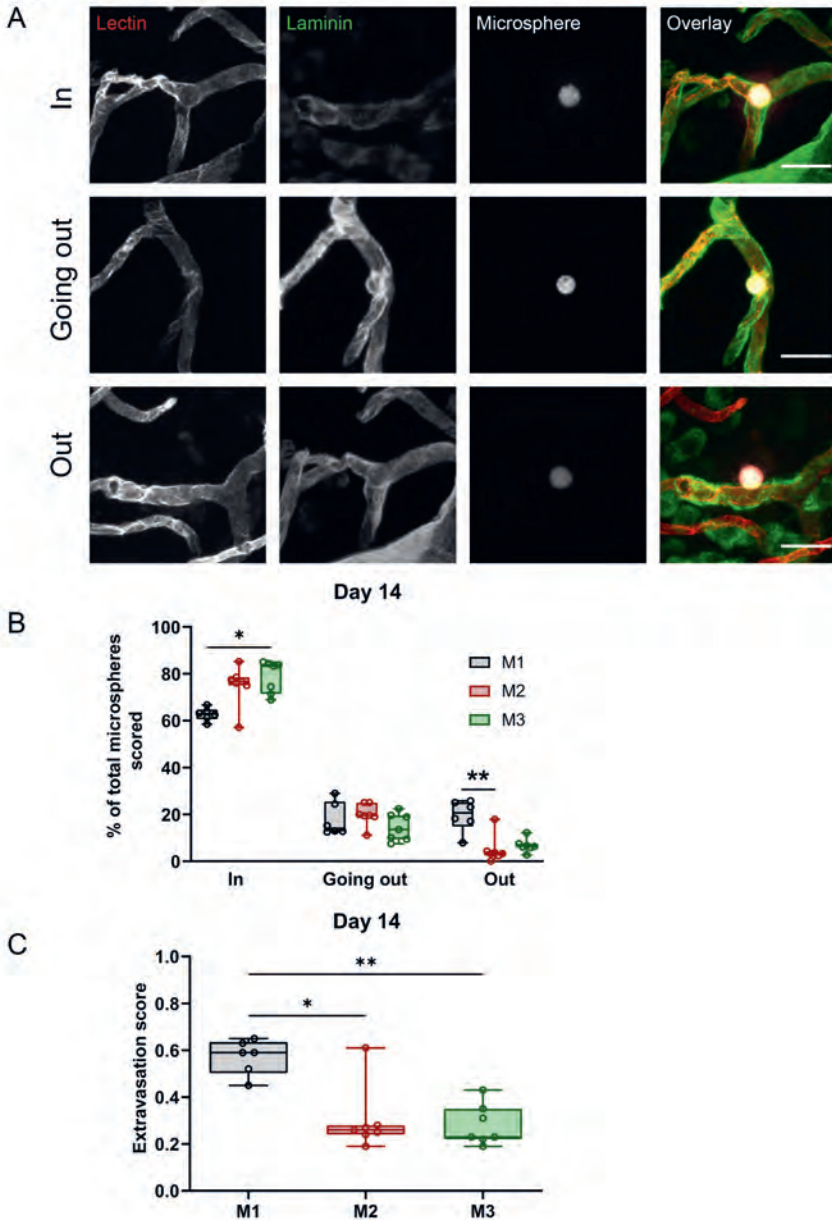 A
Lectin Laminin Microsphere Overlay
In
Going out
Out
Day 14
B
% of total microspheres
scored
100
80
60
40
20
0
*
**
M1
M2
M3
In Going out Out
Day 14
C
Extravasation score
1.0
0.8
0.6
0.4
0.2
0.0
**
*
M1 M2 M3